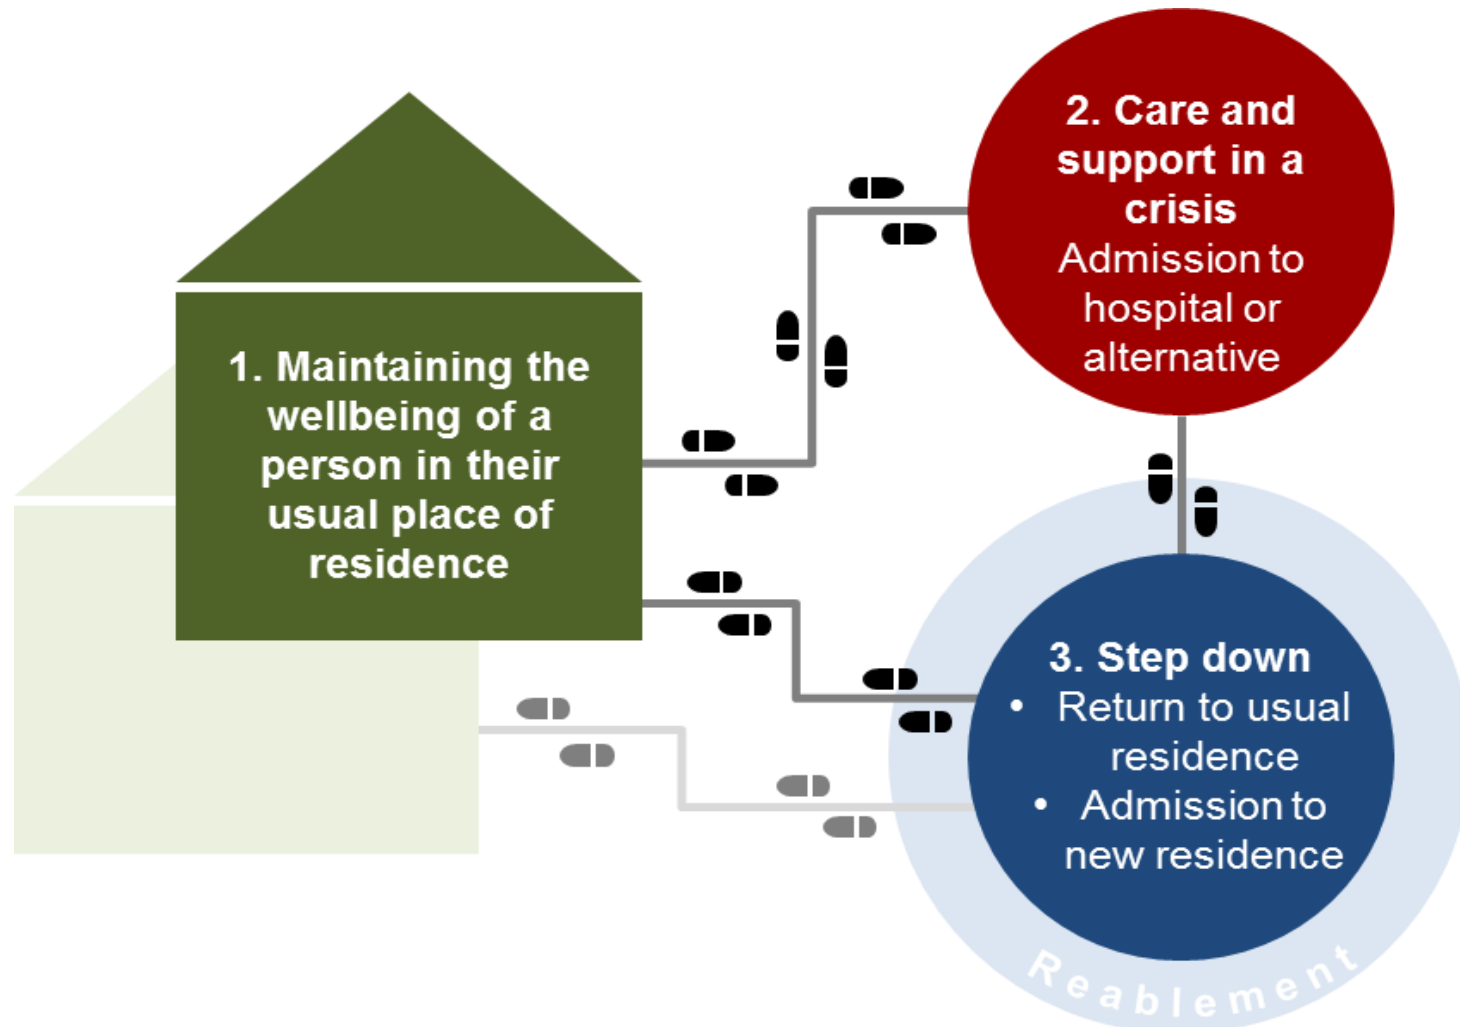 1. Maintaining the
wellbeing of a
person in their
usual place of
residence
2. Care and
support in a
crisis
Admission to
hospital or
alternative
3. Step down
• Return to usual
residence
• Admission to
new residence
Reablement